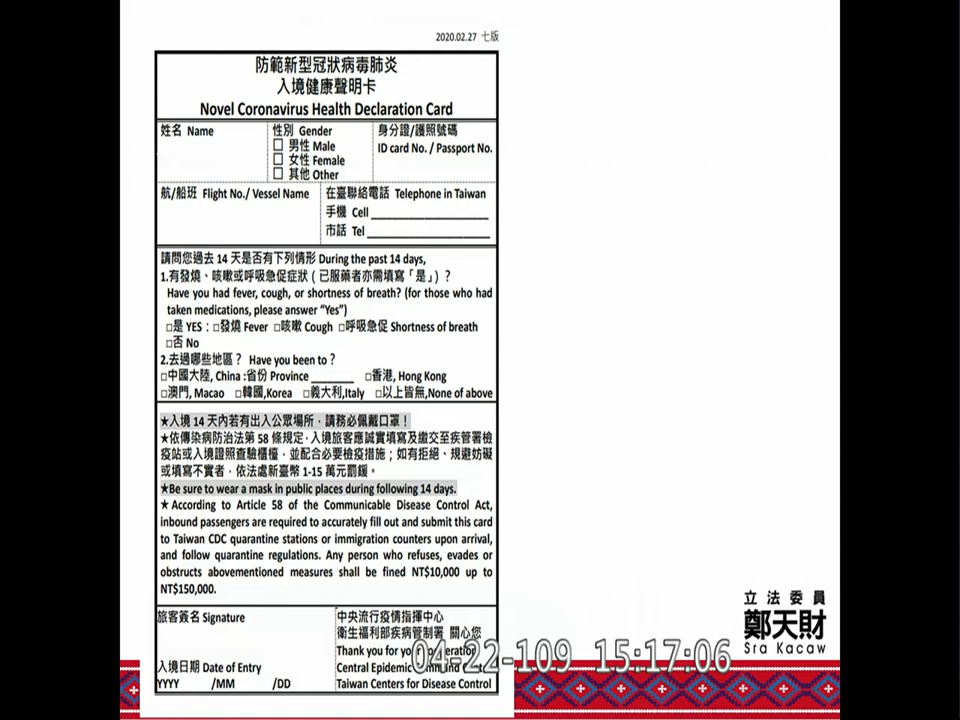 2020.02.27 七版
防範新型冠狀病毒肺炎
入境健康聲明卡
Novel Coronavirus Health Declaration Card
姓名 Name
性別 Gender
□ 男性 Male
□ 女性 Female
□ 其他 Other
身分證/護照號碼
ID card No. / Passport No.
航/船班 Flight No./ Vessel Name
在臺聯絡電話 Telephone in Taiwan
手機 Cell
市話 Tel
請問您過去 14 天是否有下列情形 During the past 14 days,
1.有發燒、咳嗽或呼吸急促症狀（已服藥者亦需填寫「是」）？
Have you had fever, cough, or shortness of breath? (for those who had
taken medications, please answer “Yes”)
□是 YES：□發燒 Fever □咳嗽 Cough □呼吸急促 Shortness of breath
□否 No
2.去過哪些地區？ Have you been to？
□中國大陸, China :省份 Province ________ □香港, Hong Kong
□澳門, Macao □韓國,Korea □義大利,Italy □以上皆無,None of above
★入境 14 天內若有出入公眾場所，請務必佩戴口罩！
★依傳染病防治法第 58 條規定，入境旅客應誠實填寫及繳交至疾管署檢
疫站或入境證照查驗櫃檯，並配合必要檢疫措施；如有拒絕、規避妨礙
或填寫不實者，依法處新臺幣 1-15 萬元罰鍰。
★Be sure to wear a mask in public places during following 14 days.
★ According to Article 58 of the Communicable Disease Control Act,
inbound passengers are required to accurately fill out and submit this card
to Taiwan CDC quarantine stations or immigration counters upon arrival,
and follow quarantine regulations. Any person who refuses, evades or
obstructs abovementioned measures shall be fined NT$10,000 up to
NT$150,000.
旅客簽名 Signature
入境日期 Date of Entry
YYYY /MM /DD
中央流行疫情指揮中心
衛生福利部疾病管制署 關心您
Thank you for your cooperation
Central Epidemic Command Center
Taiwan Centers for Disease Control
立法委員
鄭天財
Sra Kacaw
04-22-109 15:17:06